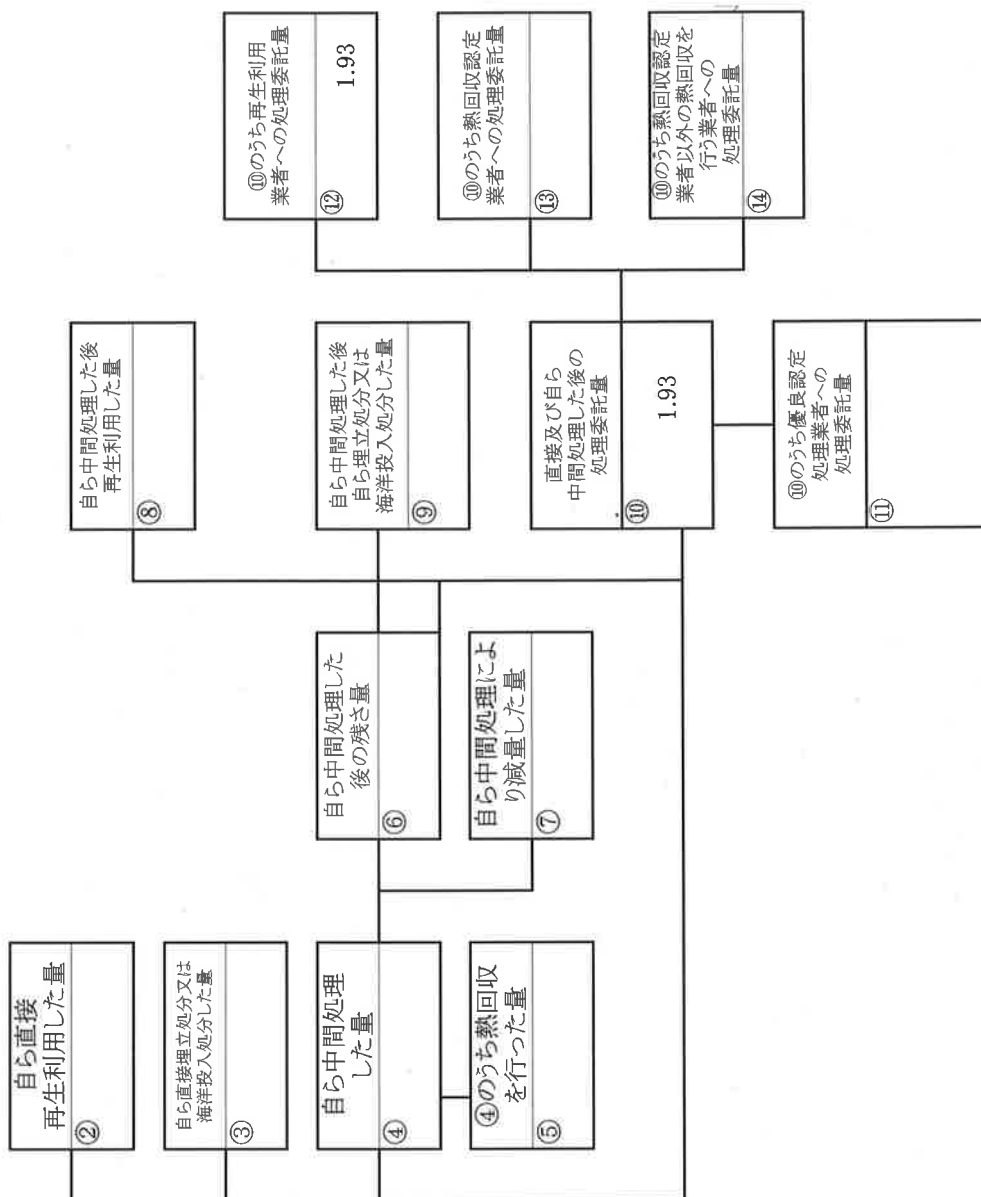 自ら直接
再生利用した量
②
自ら直接埋立処分又は
海洋投入処分した量
③
自ら中間処理
した量
④
④のうち熱回収
を行った量
⑤
自ら中間処理した
後の残さ量
⑥
自ら中間処理によ
り減量した量
⑦
自ら中間処理した後
再生利用した量
⑧
自ら中間処理した後
自ら埋立処分又は
海洋投入処分した量
⑨
直接及び自ら
中間処理した後の
処理委託量
⑩
1.93
⑩のうち優良認定
処理業者への
処理委託量
⑪
⑩のうち再生利用
業者への処理委託量
⑫
1.93
⑩のうち熱回収認定
業者への処理委託量
⑬
⑩のうち熱回収認定
業者以外の熱回収を
行う業者への
処理委託量
⑭